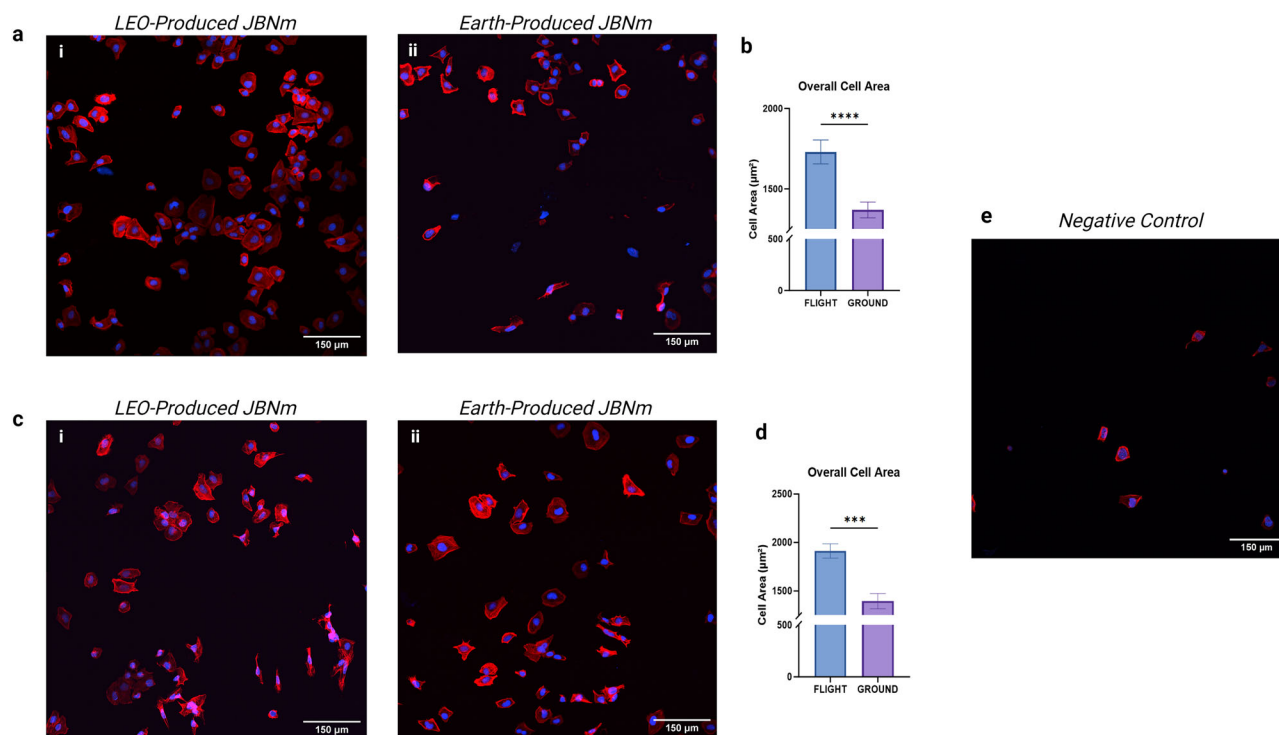 a
LEO-Produced JBNm
i
150 µm
Earth-Produced JBNm
ii
150 µm
b
Overall Cell Area
2000
1500
500
0
Cell Area (µm²)
****
FLIGHT
GROUND
c
LEO-Produced JBNm
i
150 µm
Earth-Produced JBNm
ii
150 µm
d
Overall Cell Area
2500
2000
1500
1000
500
0
Cell Area (µm²)
***
FLIGHT
GROUND
e
Negative Control
150 µm